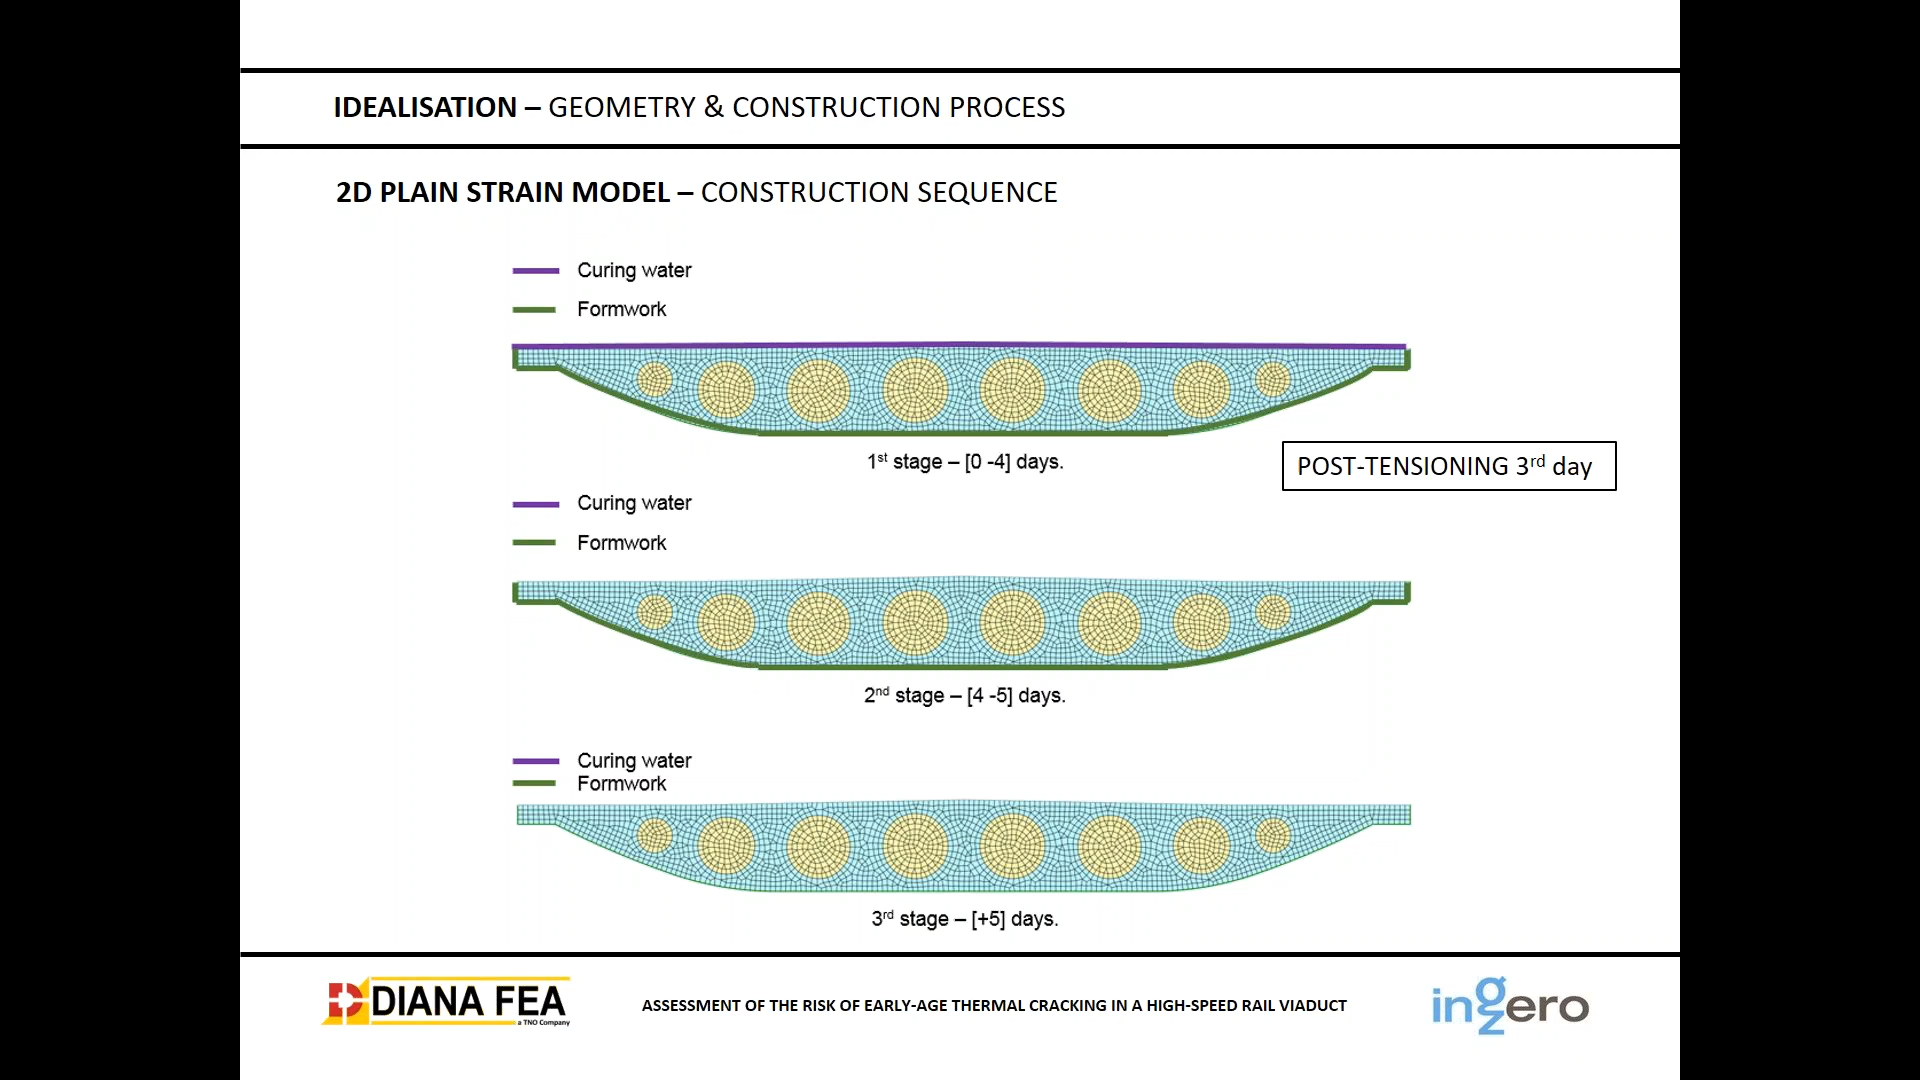 IDEALISATION – GEOMETRY & CONSTRUCTION PROCESS
2D PLAIN STRAIN MODEL – CONSTRUCTION SEQUENCE
Curing water
Formwork
1st stage – [0 -4] days.
POST-TENSIONING 3rd day
Curing water
Formwork
2nd stage – [4 -5] days.
Curing water
Formwork
3rd stage – [+5] days.
DIANA FEA
a TNO Company
ASSESSMENT OF THE RISK OF EARLY-AGE THERMAL CRACKING IN A HIGH-SPEED RAIL VIADUCT
ingzero